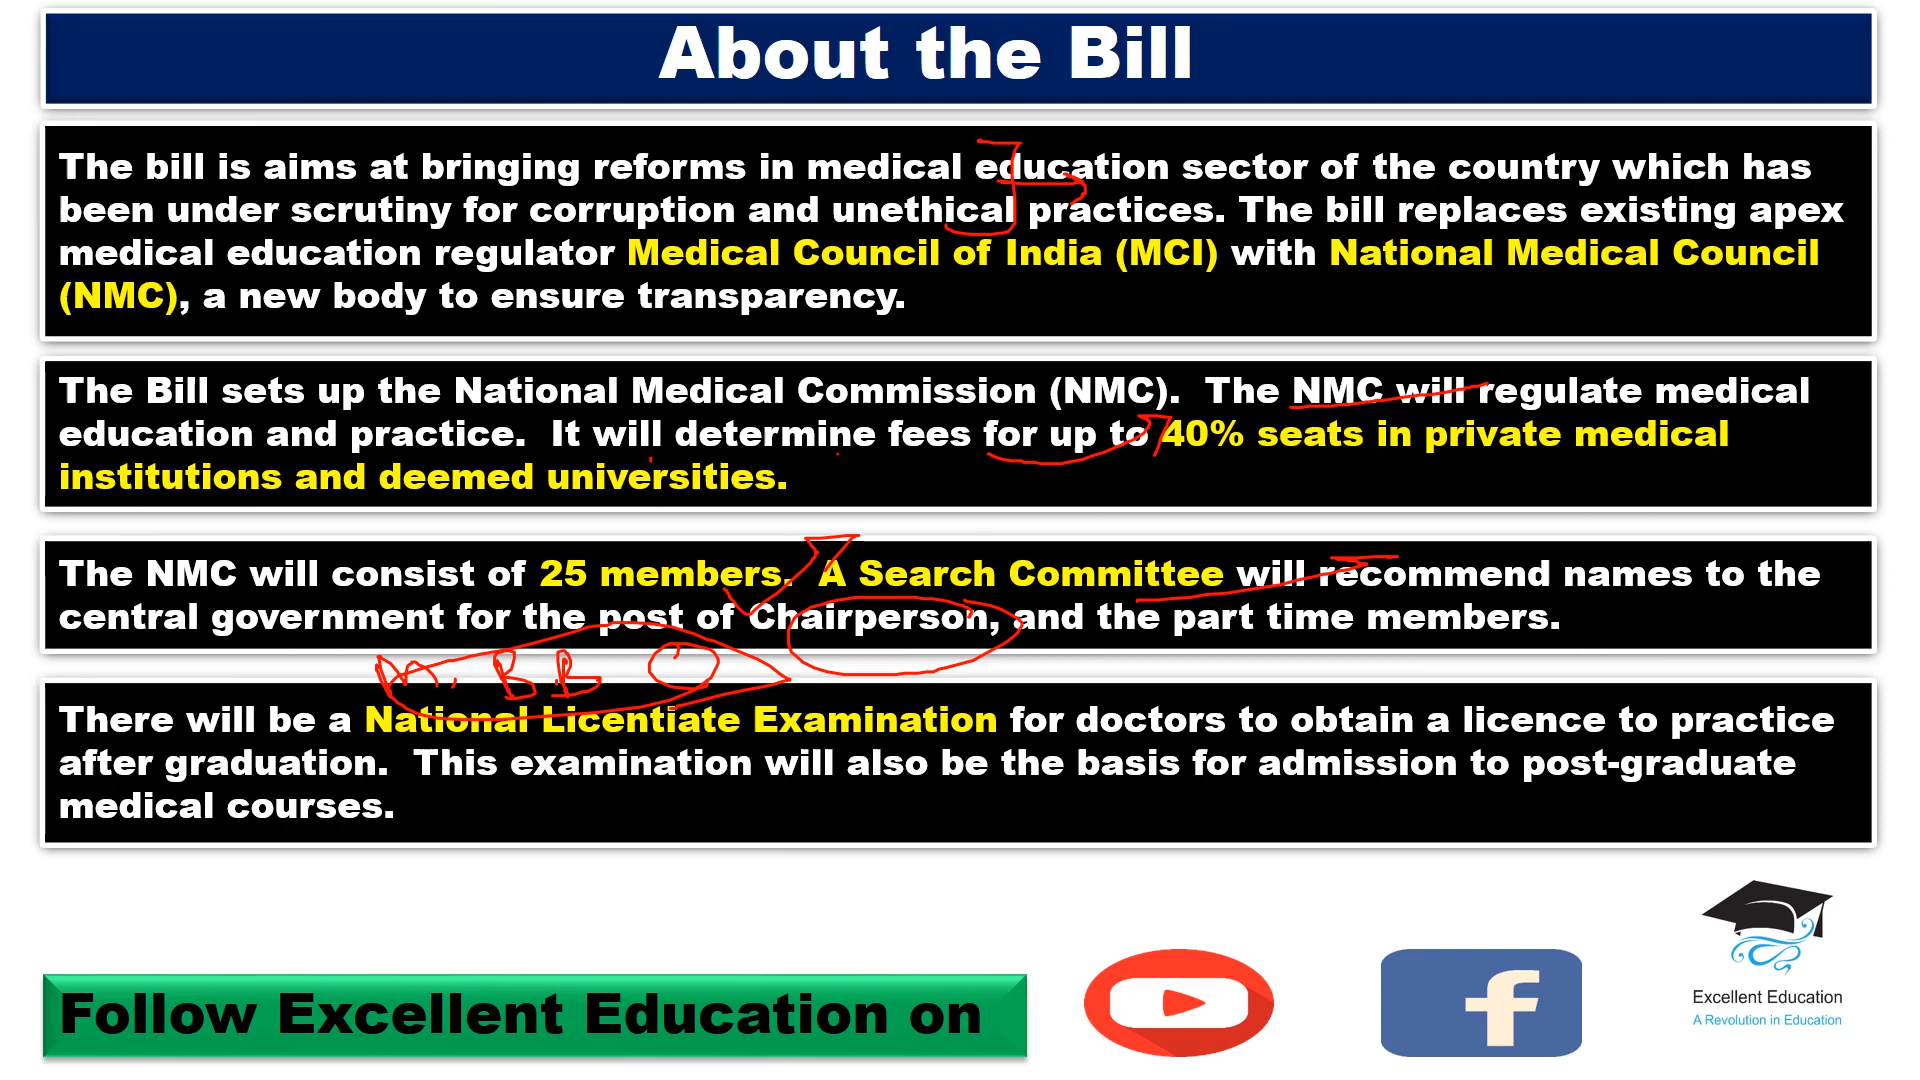 About the Bill
The bill is aims at bringing reforms in medical education sector of the country which has
been under scrutiny for corruption and unethical practices. The bill replaces existing apex
medical education regulator Medical Council of India (MCI) with National Medical Council
(NMC), a new body to ensure transparency.
The Bill sets up the National Medical Commission (NMC).  The NMC will regulate medical
education and practice.  It will determine fees for up to 40% seats in private medical
institutions and deemed universities.
The NMC will consist of 25 members.  A Search Committee will recommend names to the
central government for the post of Chairperson, and the part time members.
There will be a National Licentiate Examination for doctors to obtain a licence to practice
after graduation.  This examination will also be the basis for admission to post-graduate
medical courses.
Follow Excellent Education on
f
Excellent Education
A Revolution in Education